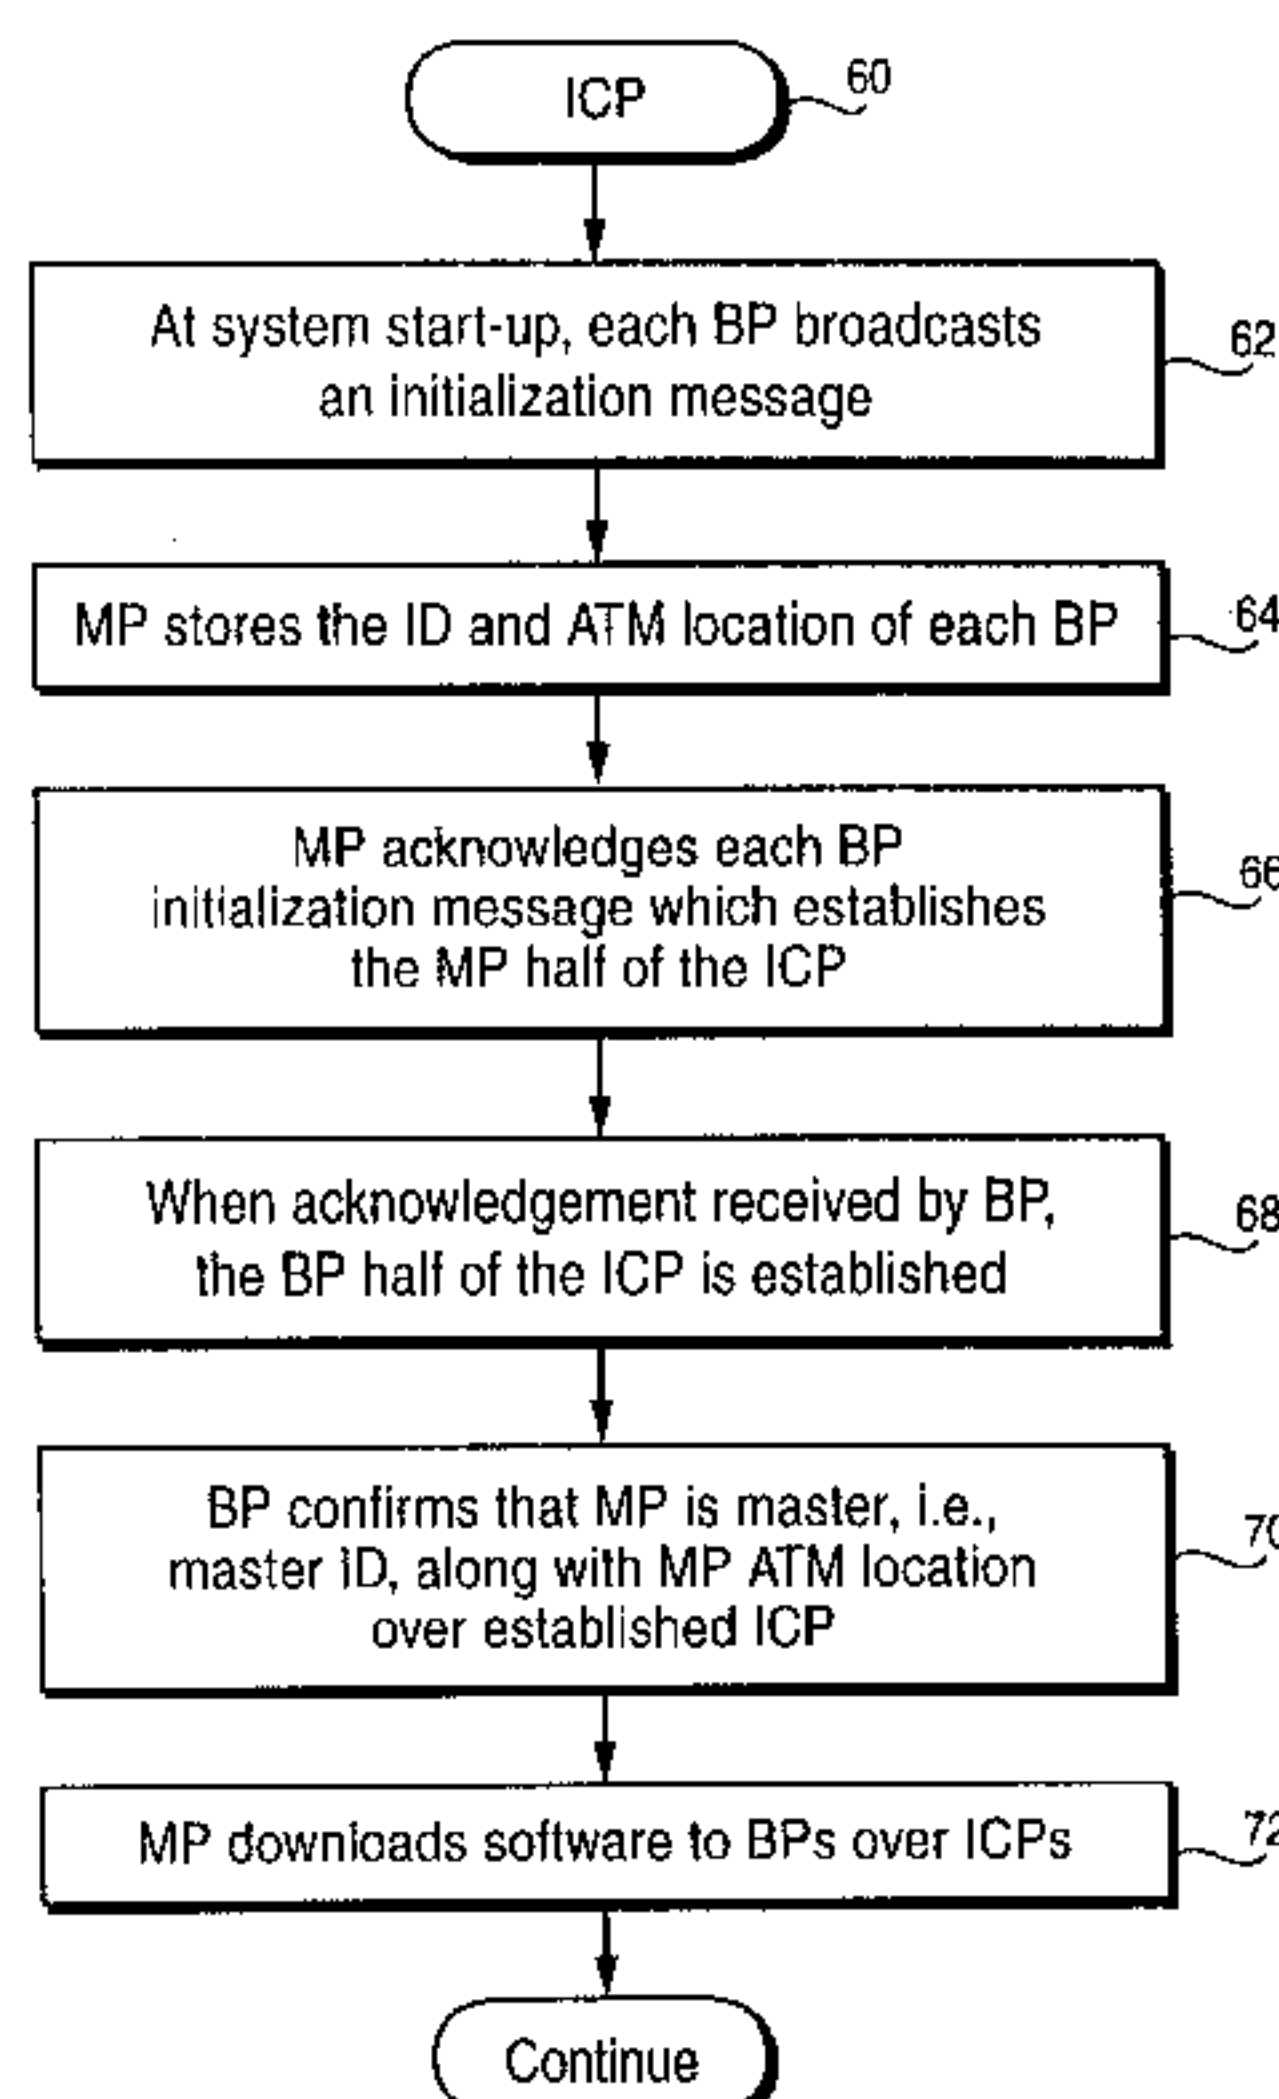 ICP
60
At system start-up, each BP broadcasts
an initialization message
62
MP stores the ID and ATM location of each BP
64
MP acknowledges each BP
initialization message which establishes
the MP half of the ICP
66
When acknowledgement received by BP,
the BP half of the ICP is established
68
BP confirms that MP is master, i.e.,
master ID, along with MP ATM location
over established ICP
70
MP downloads software to BPs over ICPs
72
Continue